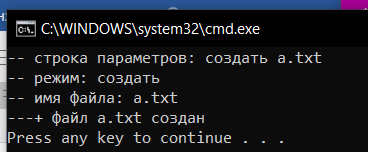 C:\WINDOWS\system32\cmd.exe
-- строка параметров: создать a.txt
-- режим: создать
-- имя файла: a.txt
---+ файл a.txt создан
Press any key to continue . . .